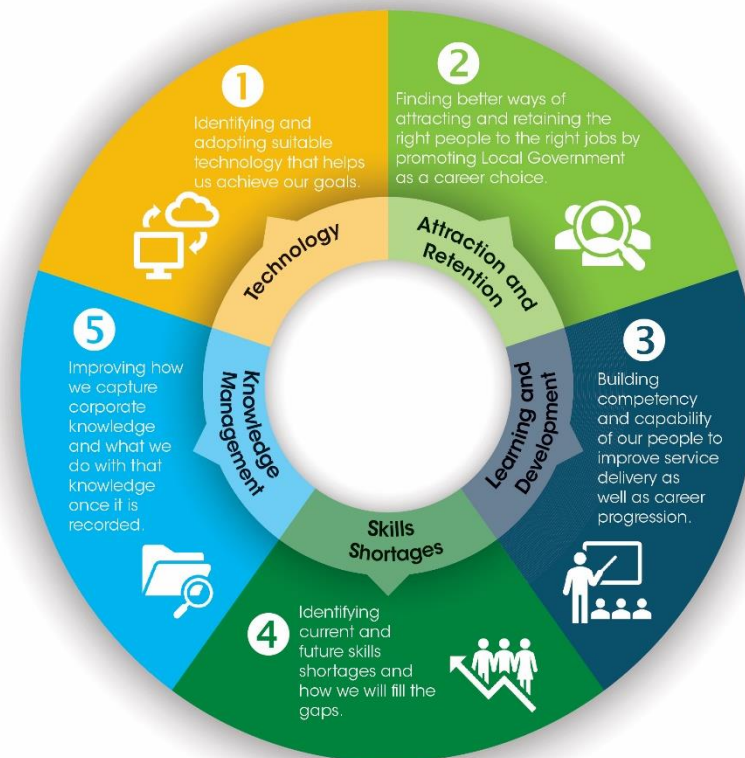 1
Identifying and
adopting suitable
technology that helps
us achieve our goals.
Technology
2
Finding better ways of
attracting and retaining the
right people to the right jobs by
promoting Local Government
as a career choice.
Attraction and
Retention
3
Building
competency
and capability
of our people to
improve service
delivery as
well as career
progression.
Learning and
Development
4
Identifying
current and
future skills
shortages and
how we will fill the
gaps.
Skills
Shortages
5
Improving how
we capture
corporate
knowledge
and what we
do with that
knowledge
once it is
recorded.
Knowledge
Management